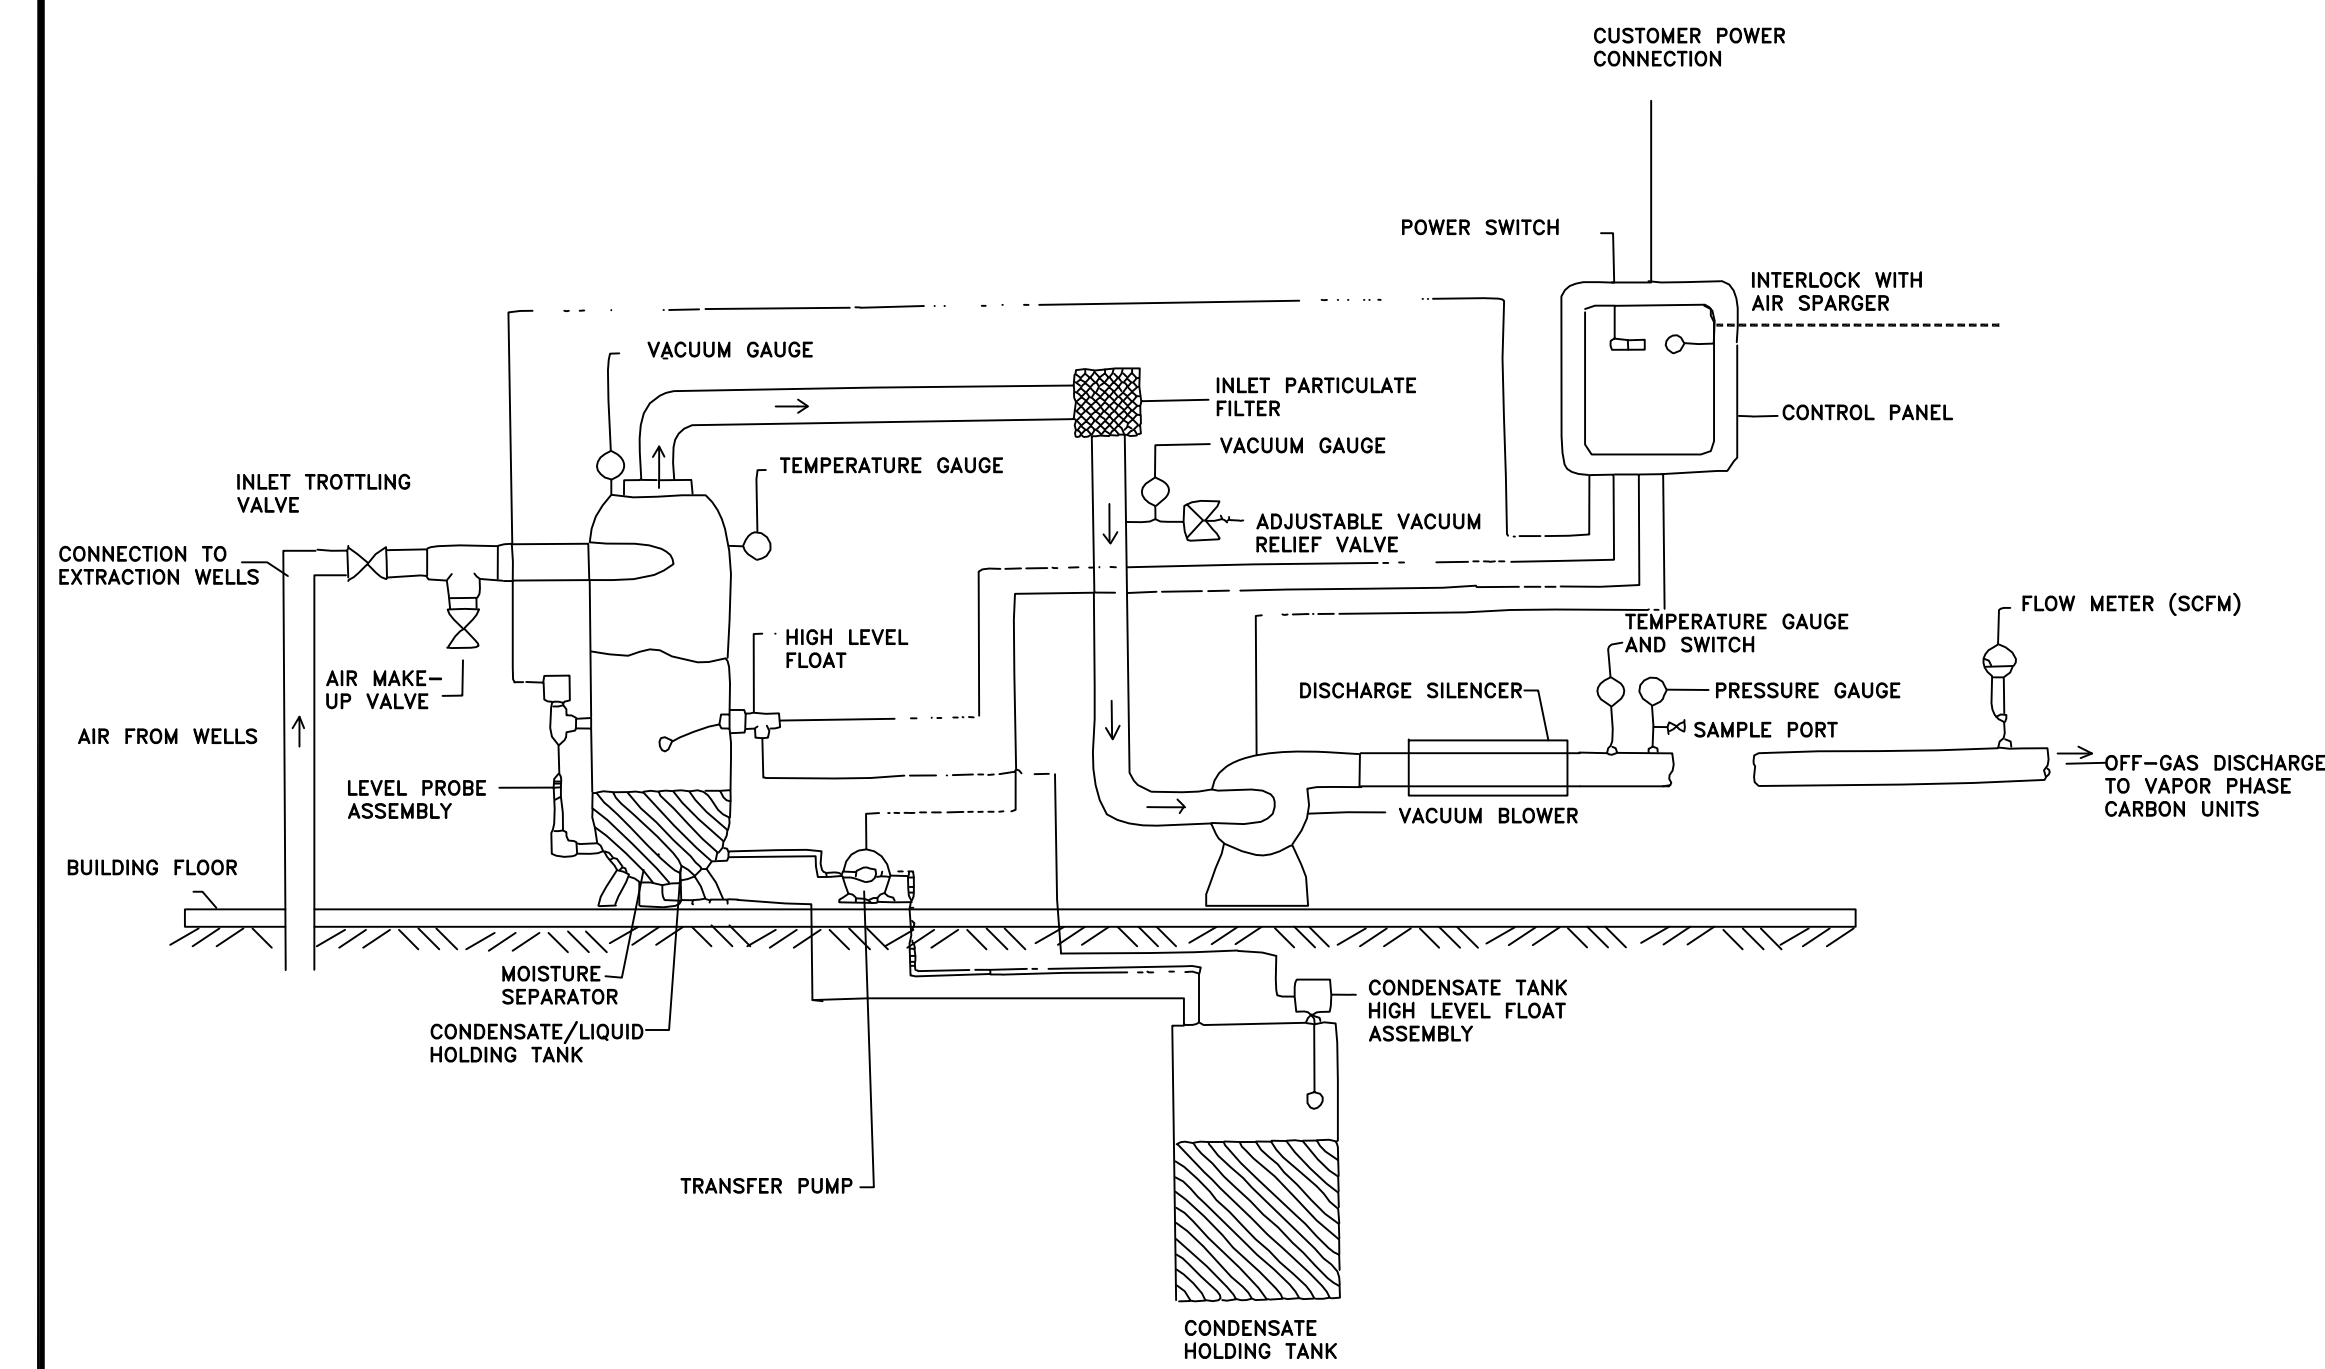 CUSTOMER POWER
CONNECTION
POWER SWITCH
INTERLOCK WITH
AIR SPARGER
VACUUM GAUGE
INLET PARTICULATE
FILTER
CONTROL PANEL
VACUUM GAUGE
TEMPERATURE GAUGE
INLET TROTTLING
VALVE
ADJUSTABLE VACUUM
RELIEF VALVE
CONNECTION TO
EXTRACTION WELLS
FLOW METER (SCFM)
TEMPERATURE GAUGE
AND SWITCH
HIGH LEVEL
FLOAT
AIR MAKE-
UP VALVE
DISCHARGE SILENCER
PRESSURE GAUGE
SAMPLE PORT
AIR FROM WELLS
OFF-GAS DISCHARGE
TO VAPOR PHASE
CARBON UNITS
LEVEL PROBE
ASSEMBLY
VACUUM BLOWER
BUILDING FLOOR
MOISTURE
SEPARATOR
CONDENSATE TANK
HIGH LEVEL FLOAT
ASSEMBLY
CONDENSATE/LIQUID
HOLDING TANK
TRANSFER PUMP
CONDENSATE
HOLDING TANK